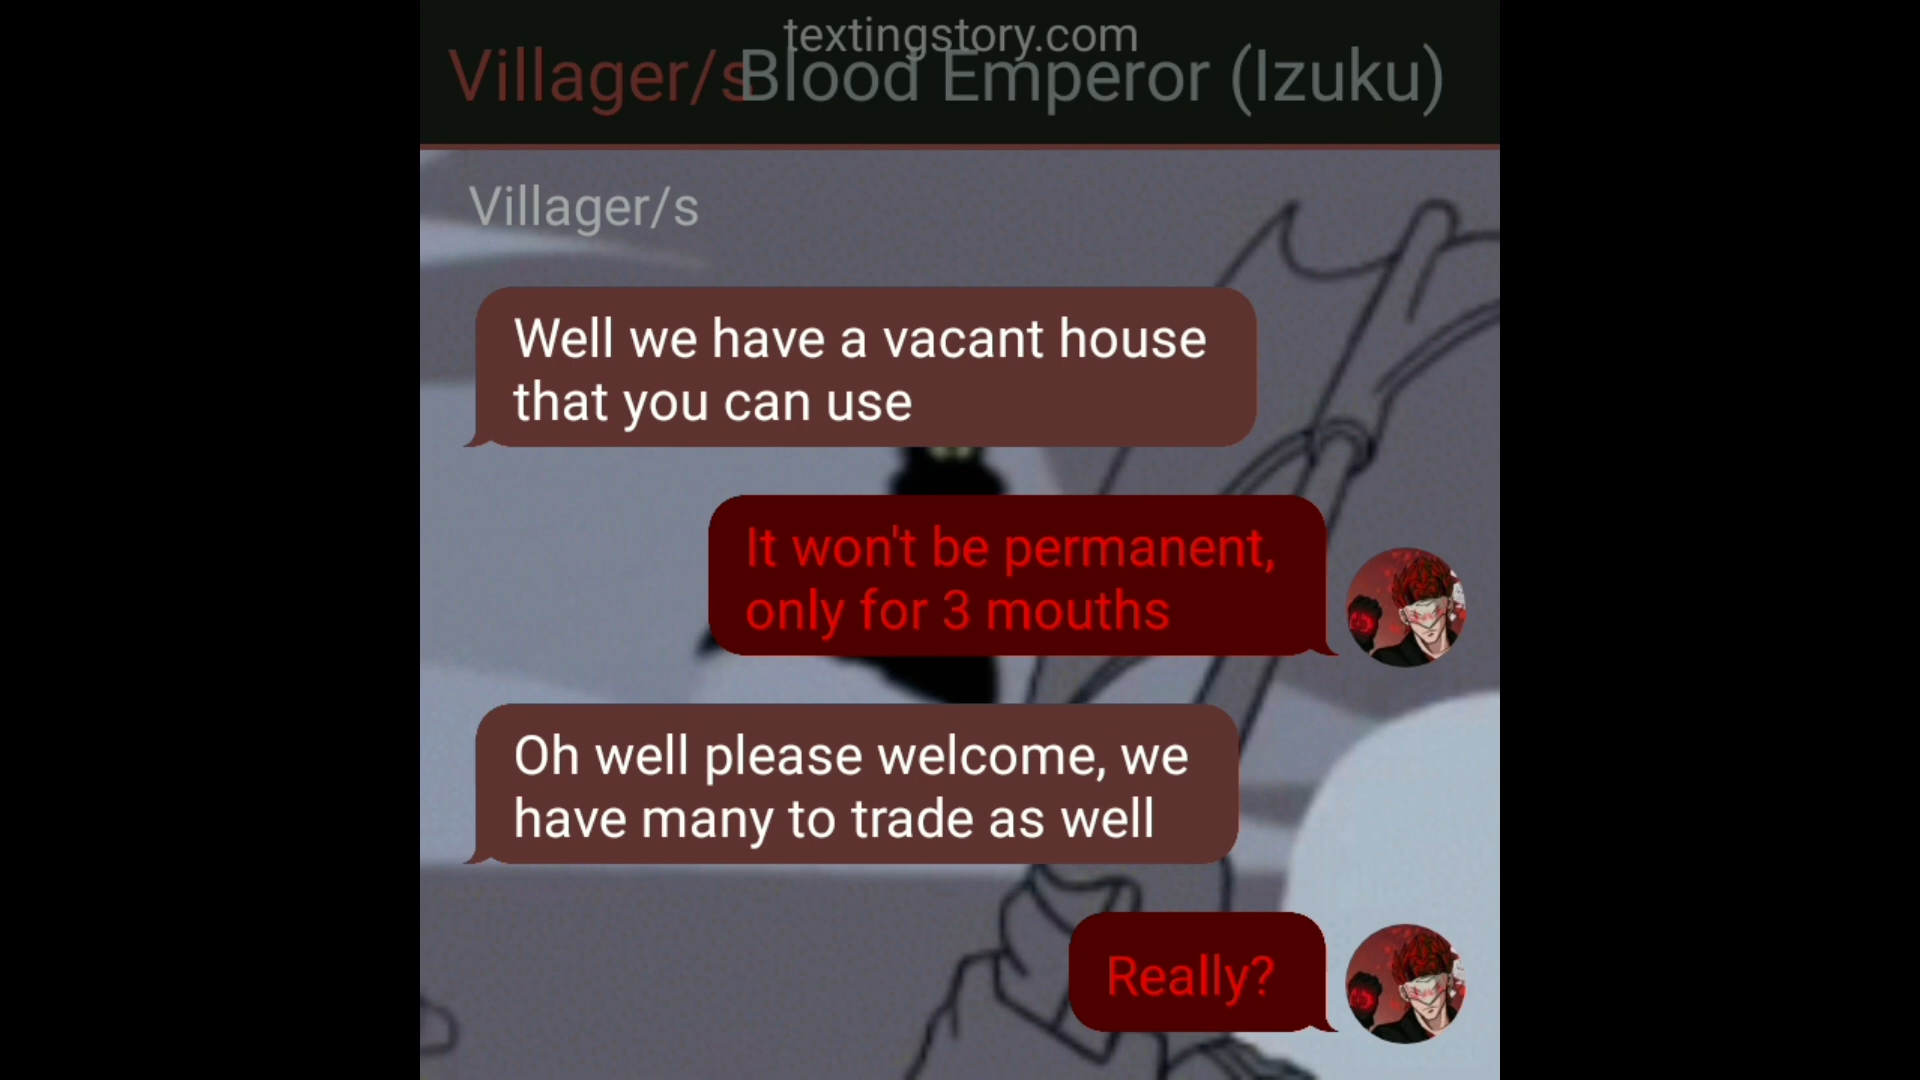 textingstory.com
Villager/s Blood Emperor (Izuku)
Villager/s
Well we have a vacant house
that you can use
It won't be permanent,
only for 3 mouths
Oh well please welcome, we
have many to trade as well
Really?